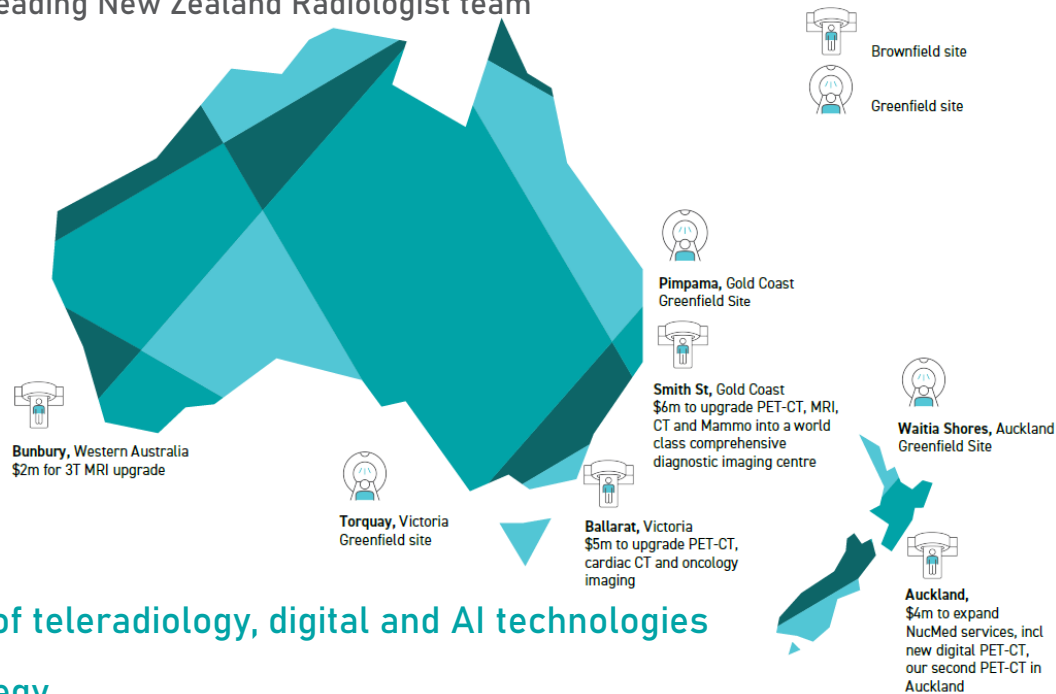 eading New Zealand Radiologist team
Brownfield site
Greenfield site
Pimpama, Gold Coast
Greenfield Site
Smith St, Gold Coast
$6m to upgrade PET-CT, MRI,
CT and Mammo into a world
class comprehensive
diagnostic imaging centre
Waitia Shores, Auckland
Greenfield Site
Bunbury, Western Australia
$2m for 3T MRI upgrade
Torquay, Victoria
Greenfield site
Ballarat, Victoria
$5m to upgrade PET-CT,
cardiac CT and oncology
imaging
Auckland,
$4m to expand
NucMed services, incl
new digital PET-CT,
our second PET-CT in
Auckland
of teleradiology, digital and AI technologies